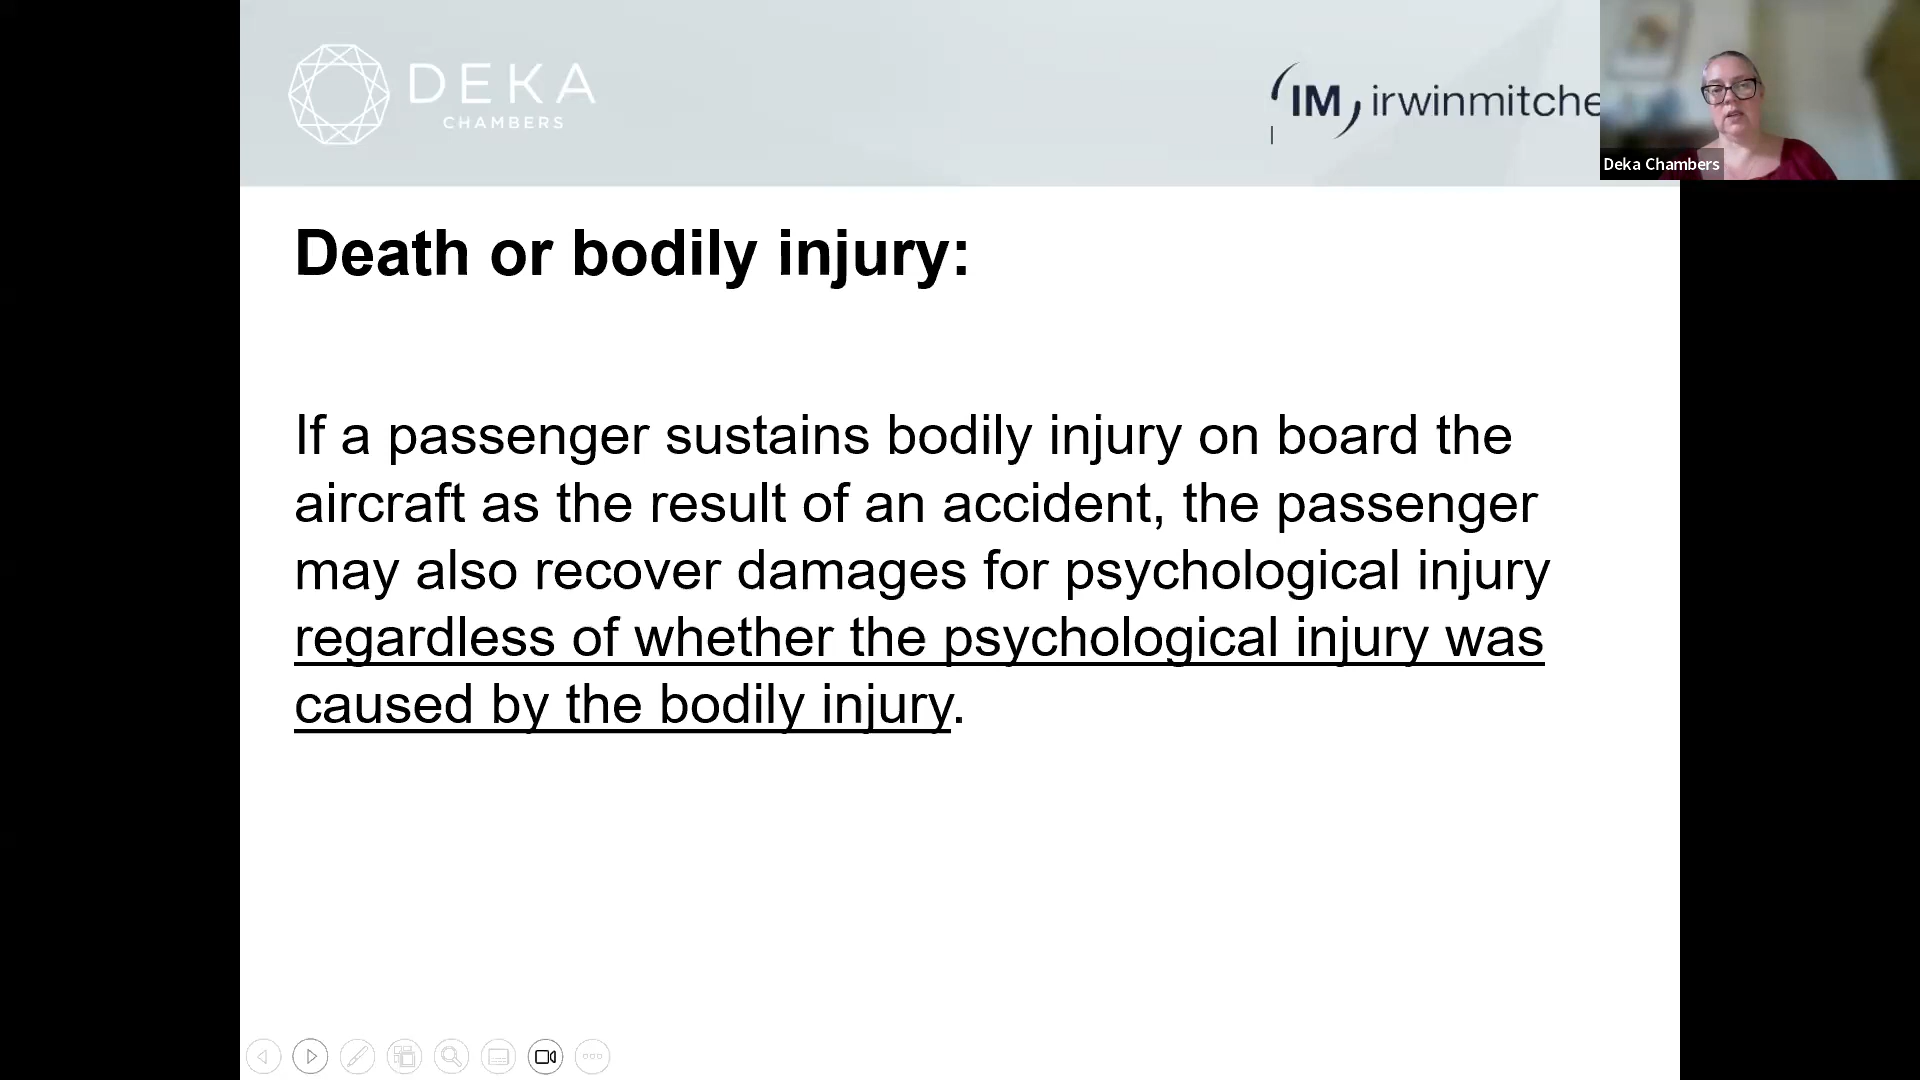 DEKA
CHAMBERS
IM irwinmitche
Deka Chambers
Death or bodily injury:
If a passenger sustains bodily injury on board the
aircraft as the result of an accident, the passenger
may also recover damages for psychological injury
regardless of whether the psychological injury was
caused by the bodily injury.